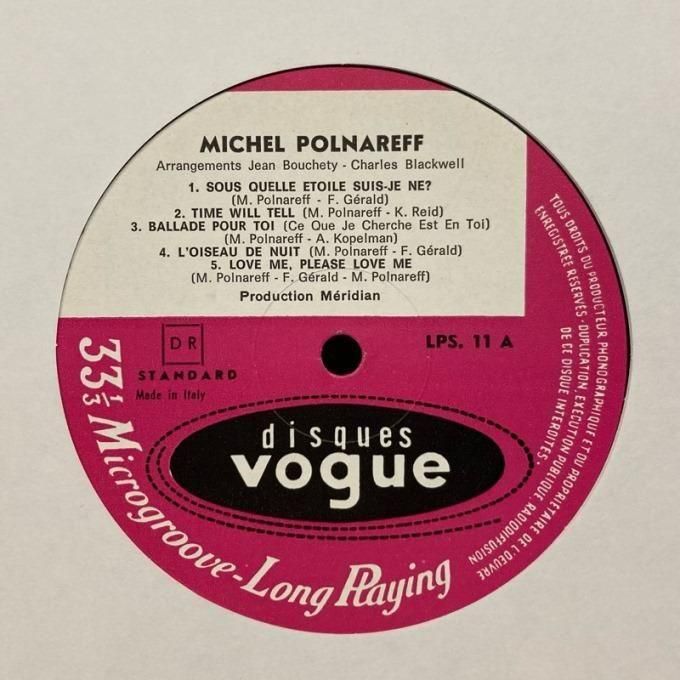 MICHEL POLNAREFF
Arrangements Jean Bouchety - Charles Blackwell
1. SOUS QUELLE ETOILE SUIS-JE NE?
(M. Polnareff - F. Gérald)
2. TIME WILL TELL (M. Polnareff - K. Reid)
3. BALLADE POUR TOI (Ce Que Je Cherche Est En Toi)
(M. Polnareff - A. Kopelman)
4. L'OISEAU DE NUIT (M. Polnareff - F. Gérald)
5. LOVE ME, PLEASE LOVE ME
(M. Polnareff - F. Gérald - M. Polnareff)
Production Méridian
DR
STANDARD
Made in Italy
LPS. 11 A
disques
vogue
33 1/3 Microgroove - Long Playing
TOUS DROITS DU PRODUCTEUR PHONOGRAPHIQUE ET DU PROPRIETAIRE DE L'OEUVRE
ENREGISTREE RESERVES - DUPLICATION, EXECUTION PUBLIQUE RADIODIFFUSION
DE CE DISQUE INTERDITES.